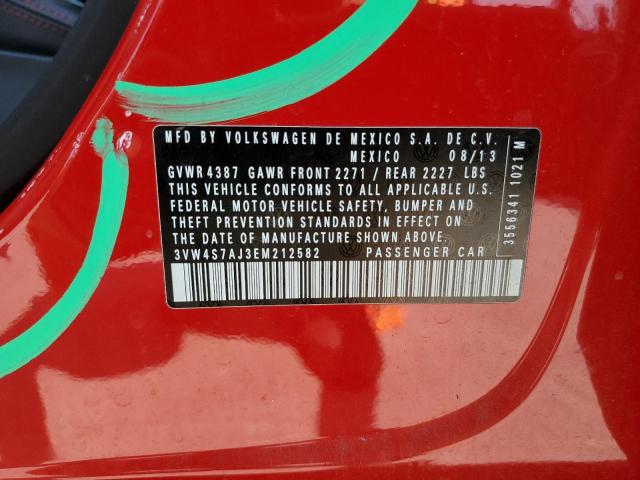 MFD BY VOLKSWAGEN DE MEXICO S.A. DE C.V.
MEXICO 08/13
GVWR4387 GAWR FRONT 2271 / REAR 2227 LBS
THIS VEHICLE CONFORMS TO ALL APPLICABLE U.S.
FEDERAL MOTOR VEHICLE SAFETY, BUMPER AND
THEFT PREVENTION STANDARDS IN EFFECT ON
THE DATE OF MANUFACTURE SHOWN ABOVE.
3VW4S7AJ3EM212582 PASSENGER CAR
3556341 1021 M